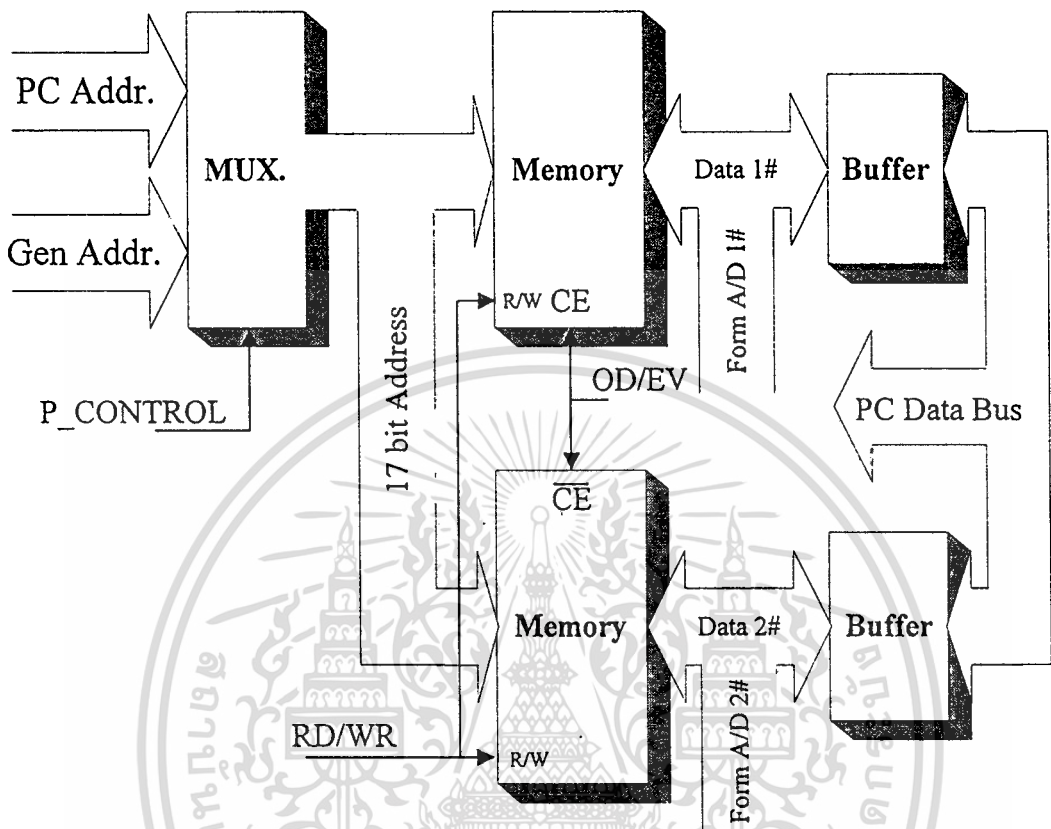 PC Addr.
Gen Addr.
MUX.
P_CONTROL
17 bit Address
Memory
R/W CE
OD/EV
Data 1#
Form A/D 1#
Buffer
PC Data Bus
CE
Memory
R/W
RD/WR
Data 2#
Form A/D 2#
Buffer